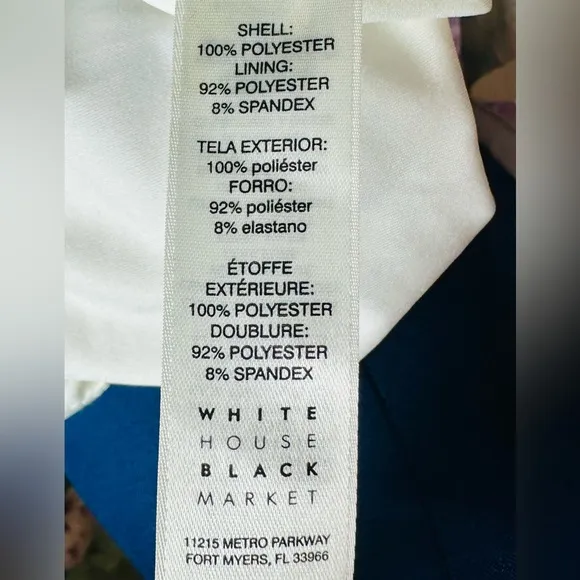 SHELL:
100% POLYESTER
LINING:
92% POLYESTER
8% SPANDEX
TELA EXTERIOR:
100% poliéster
FORRO:
92% poliéster
8% elastano
ÉTOFFE
EXTÉRIEURE:
100% POLYESTER
DOUBLURE:
92% POLYESTER
8% SPANDEX
WHITE
HOUSE
BLACK
MARKET
11215 METRO PARKWAY
FORT MYERS, FL 33966